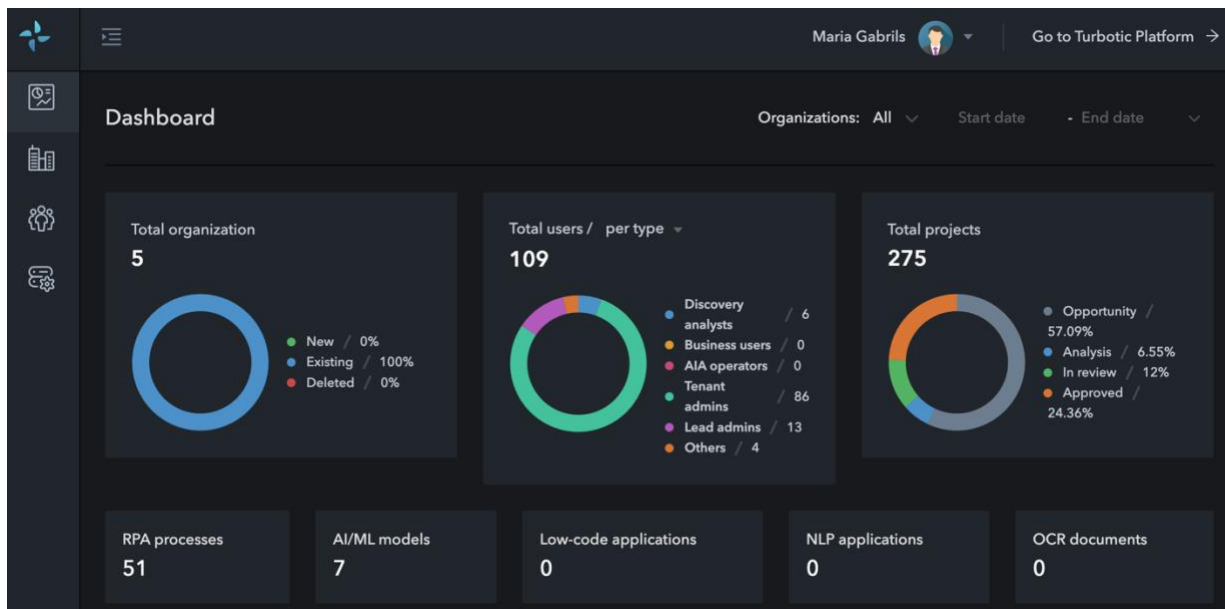 Maria Gabrils
Go to Turbotic Platform →
Dashboard
Organizations: All
Start date - End date
Total organization
5
New / 0%
Existing / 100%
Deleted / 0%
Total users / per type
109
Discovery
analysts / 6
Business users / 0
AIA operators / 0
Tenant
admins / 86
Lead admins / 13
Others / 4
Total projects
275
Opportunity /
57.09%
Analysis / 6.55%
In review / 12%
Approved /
24.36%
RPA processes
51
AI/ML models
7
Low-code applications
0
NLP applications
0
OCR documents
0